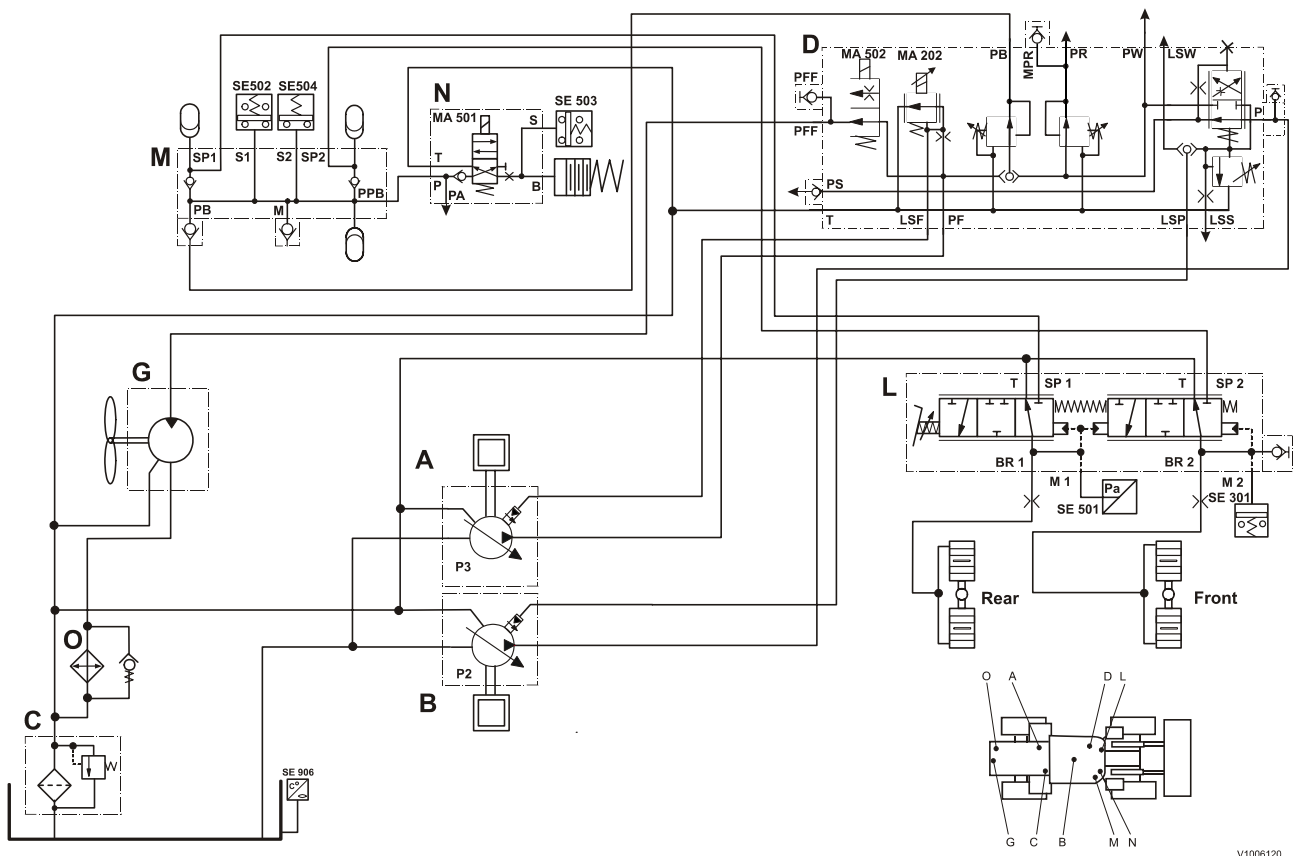 D
MA 502
MA 202
PB
MPR
PR
PW
LSW
PFF
PFF
P
PS
T
LSF
PF
LSP
LSS
SE502
SE504
N
MA 501
SE 503
S
T
P
PA
B
M
SP1
S1
S2
SP2
PB
M
PPB
G
L
T
SP 1
T
SP 2
BR 1
BR 2
M 1
M 2
SE 501
Pa
SE 301
A
P3
P2
B
Rear
Front
O
C
SE 906
C°
O
A
D
L
G
C
B
M
N
V1006120